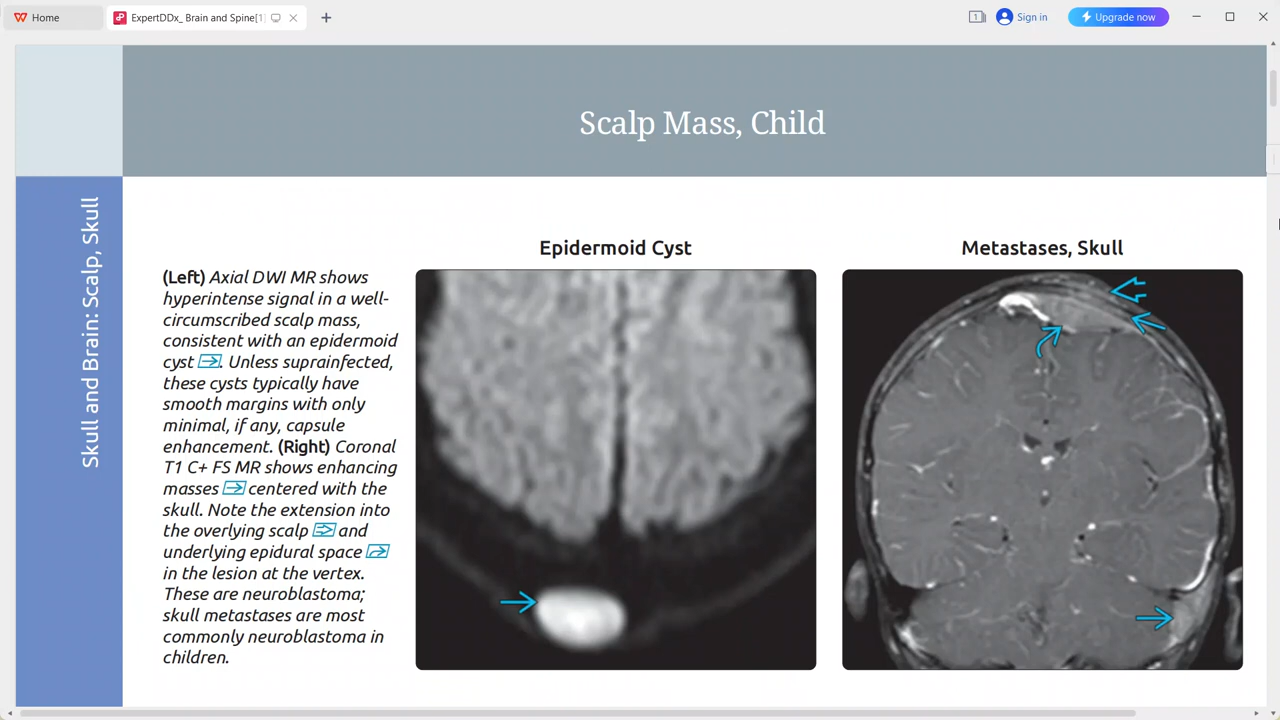 Home
ExpertDDx_ Brain and Spine[1]
1
Sign in
Upgrade now
Scalp Mass, Child
Skull and Brain: Scalp, Skull
(Left) Axial DWI MR shows
hyperintense signal in a well-
circumscribed scalp mass,
consistent with an epidermoid
cyst. Unless suprainfected,
these cysts typically have
smooth margins with only
minimal, if any, capsule
enhancement. (Right) Coronal
T1 C+ FS MR shows enhancing
masses centered with the
skull. Note the extension into
the overlying scalp and
underlying epidural space
in the lesion at the vertex.
These are neuroblastoma;
skull metastases are most
commonly neuroblastoma in
children.
Epidermoid Cyst
Metastases, Skull